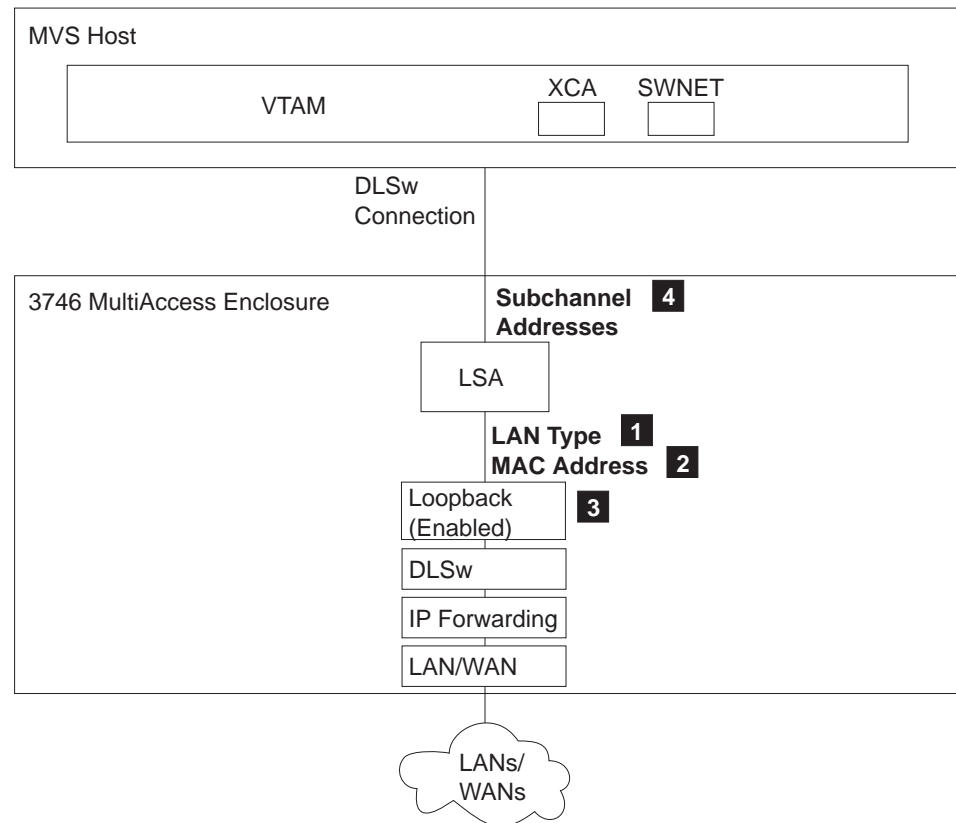 MVS Host
VTAM
XCA SWNET
DLSw
Connection
3746 MultiAccess Enclosure
Subchannel 4
Addresses
LSA
LAN Type 1
MAC Address 2
Loopback 3
(Enabled)
DLSw
IP Forwarding
LAN/WAN
LANs/
WANs